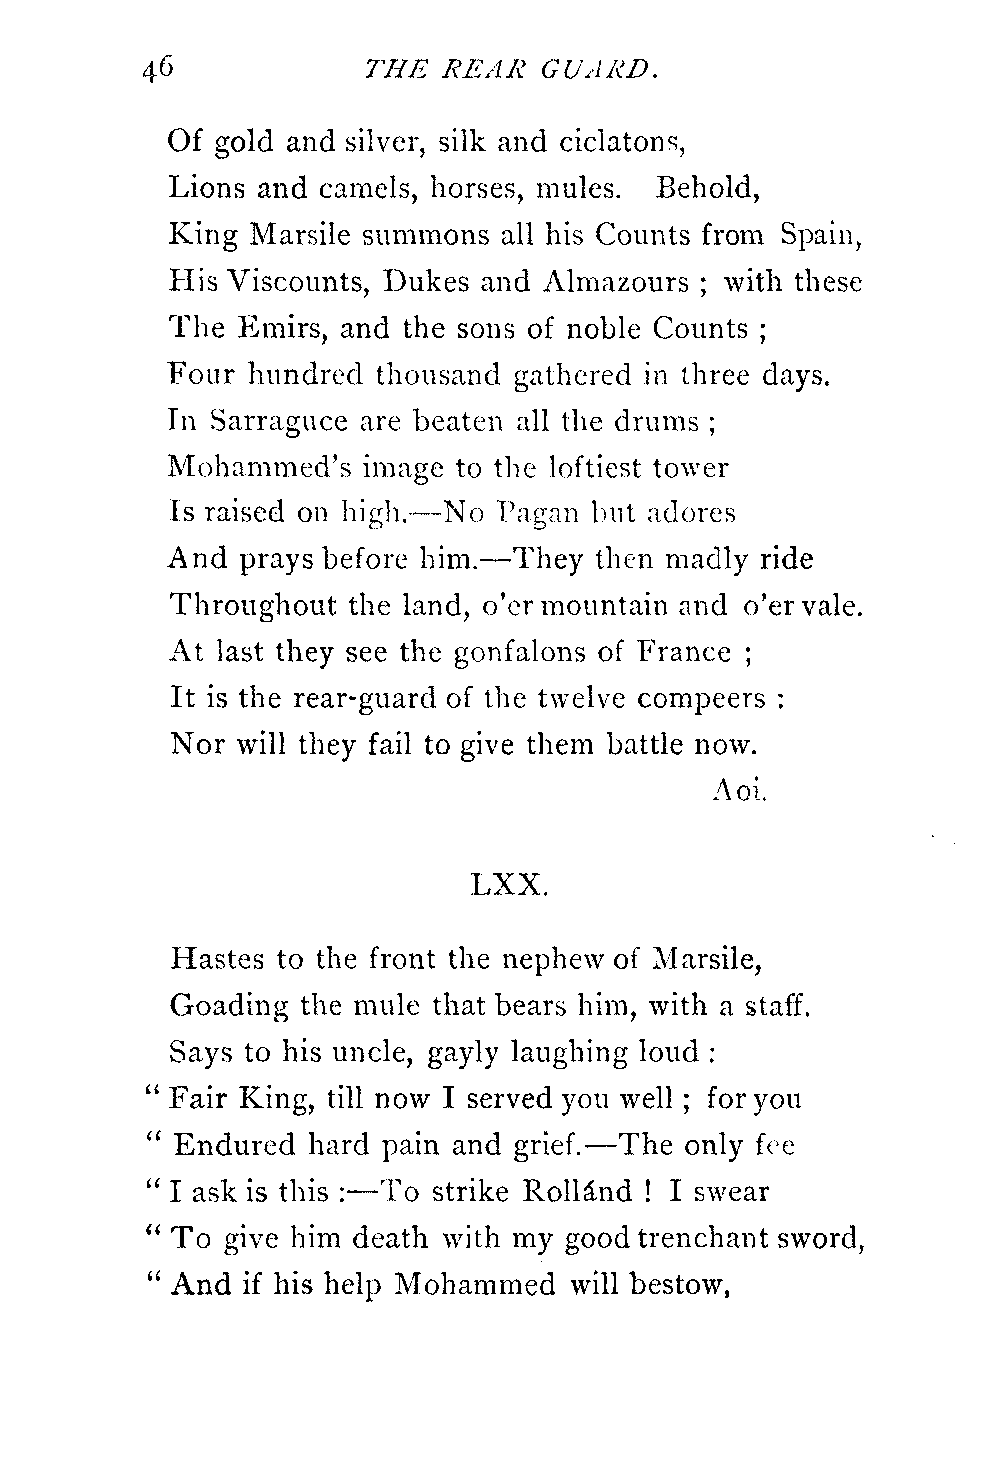 46 THE REAR GUARD.
Of gold and silver, silk and ciclatons,
Lions and camels, horses, mules. Behold,
King Marsile summons all his Counts from Spain,
His Viscounts, Dukes and Almazours ; with these
The Emirs, and the sons of noble Counts ;
Four hundred thousand gathered in three days.
In Sarraguce are beaten all the drums ;
Mohammed's image to the loftiest tower
Is raised on high.—No Pagan but adores
And prays before him.—They then madly ride
Throughout the land, o'er mountain and o'er vale.
At last they see the gonfalons of France ;
It is the rear-guard of the twelve compeers :
Nor will they fail to give them battle now.
Aoi.
LXX.
Hastes to the front the nephew of Marsile,
Goading the mule that bears him, with a staff.
Says to his uncle, gayly laughing loud :
“ Fair King, till now I served you well ; for you
“ Endured hard pain and grief.—The only fee
“ I ask is this :—To strike Rollánd ! I swear
“ To give him death with my good trenchant sword,
“ And if his help Mohammed will bestow,